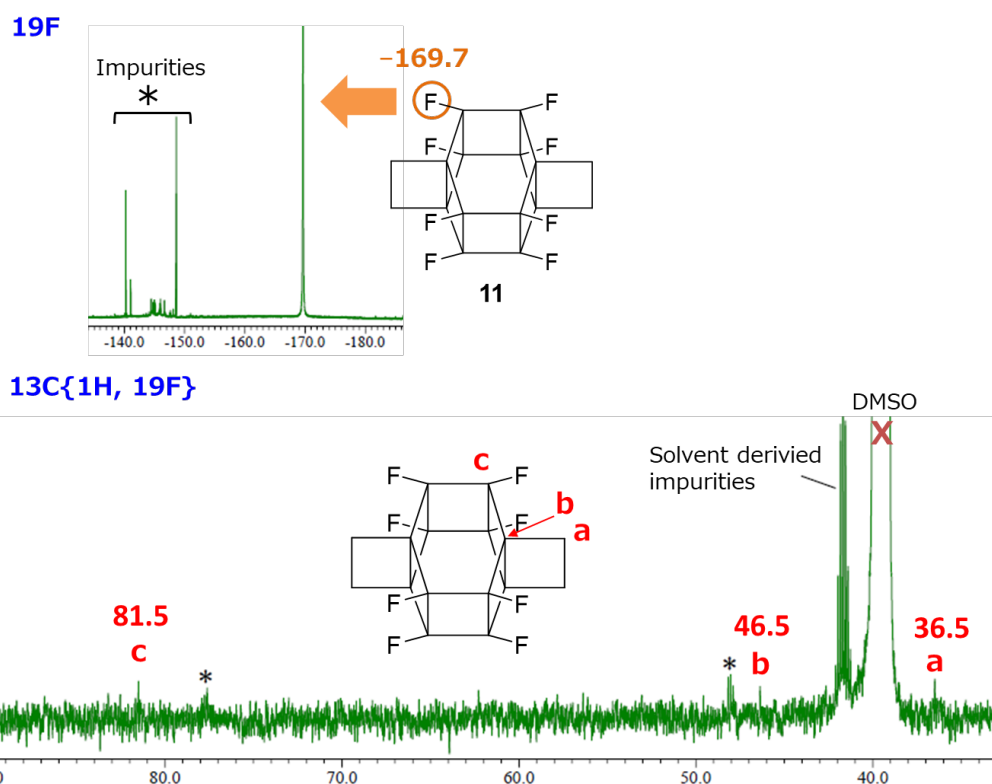 19F
Impurities
*
−169.7
F F
F F
F F
F F
11
-140.0 -150.0 -160.0 -170.0 -180.0
13C{1H, 19F}
DMSO
X
Solvent derivied
impurities
c
F F
b
F F
a
F F
F F
81.5
c
*
46.5
* b
36.5
a
0 80.0 70.0 60.0 50.0 40.0